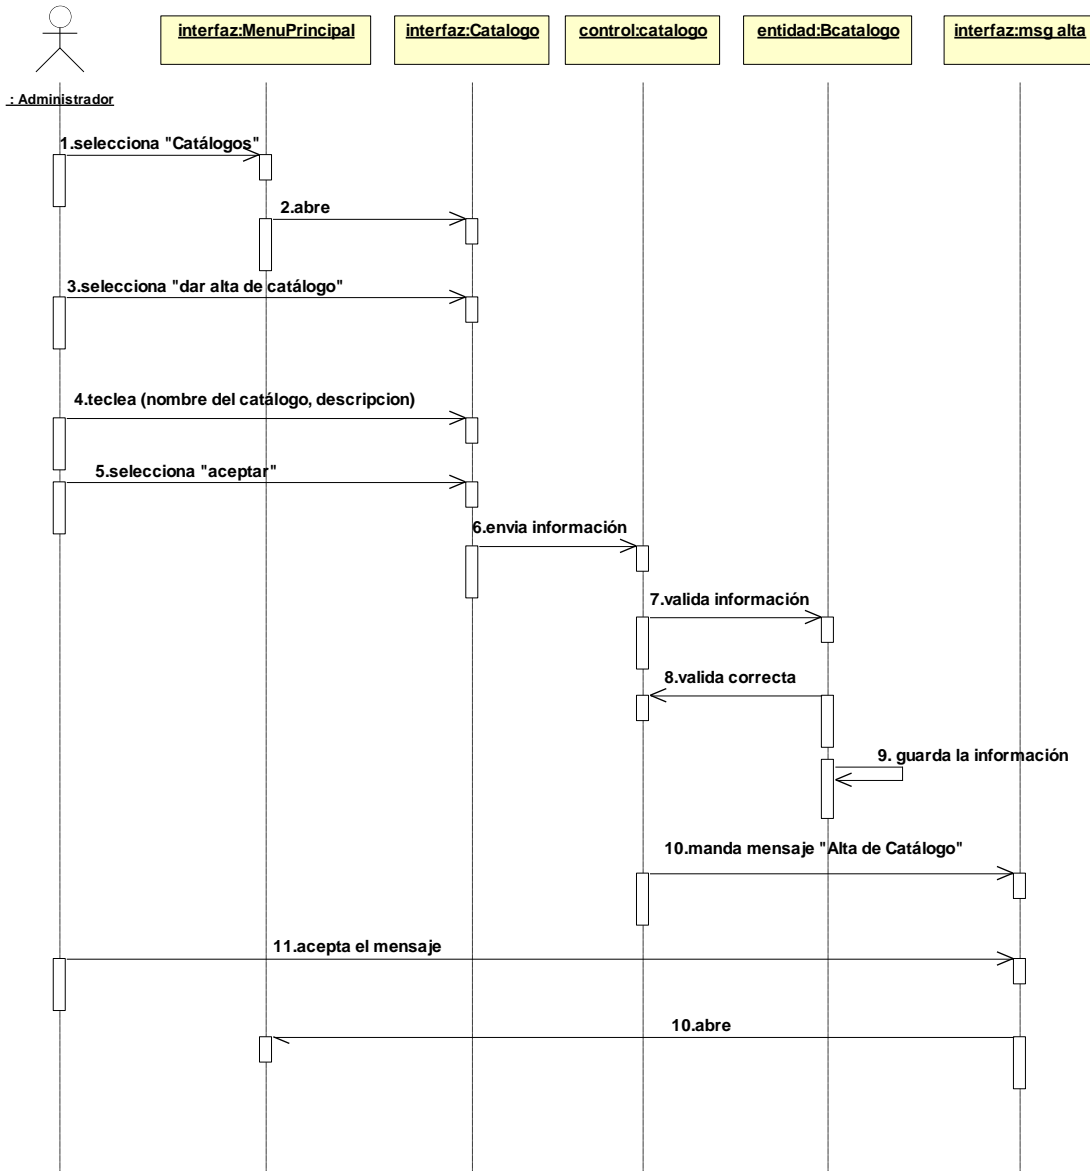 interfaz:MenuPrincipal
interfaz:Catalogo
control:catalogo
entidad:Bcatalogo
interfaz:msg alta
: Administrador
1.selecciona "Catálogos"
2.abre
3.selecciona "dar alta de catálogo"
4.teclea (nombre del catálogo, descripcion)
5.selecciona "aceptar"
6.envia información
7.valida información
8.valida correcta
9. guarda la información
10.manda mensaje "Alta de Catálogo"
11.acepta el mensaje
10.abre